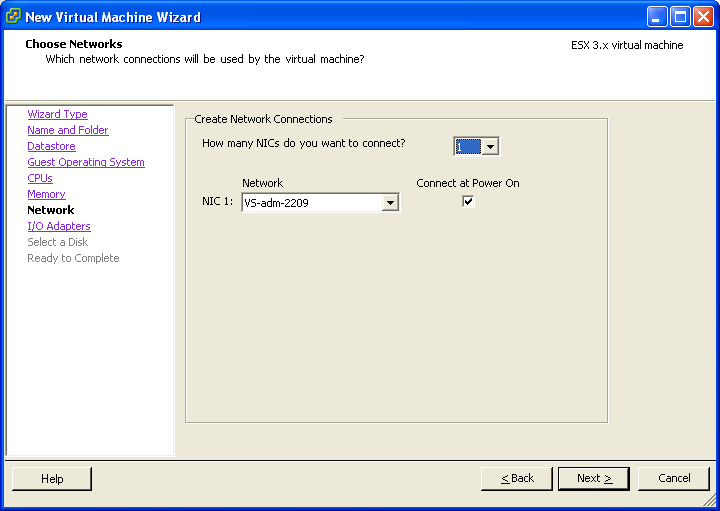 New Virtual Machine Wizard
Choose Networks
Which network connections will be used by the virtual machine?
ESX 3.x virtual machine
Wizard Type
Name and Folder
Datastore
Guest Operating System
CPUs
Memory
Network
I/O Adapters
Select a Disk
Ready to Complete
Create Network Connections
How many NICs do you want to connect?
1
Network
Connect at Power On
NIC 1:
VS-adm-2209
Help
< Back
Next >
Cancel